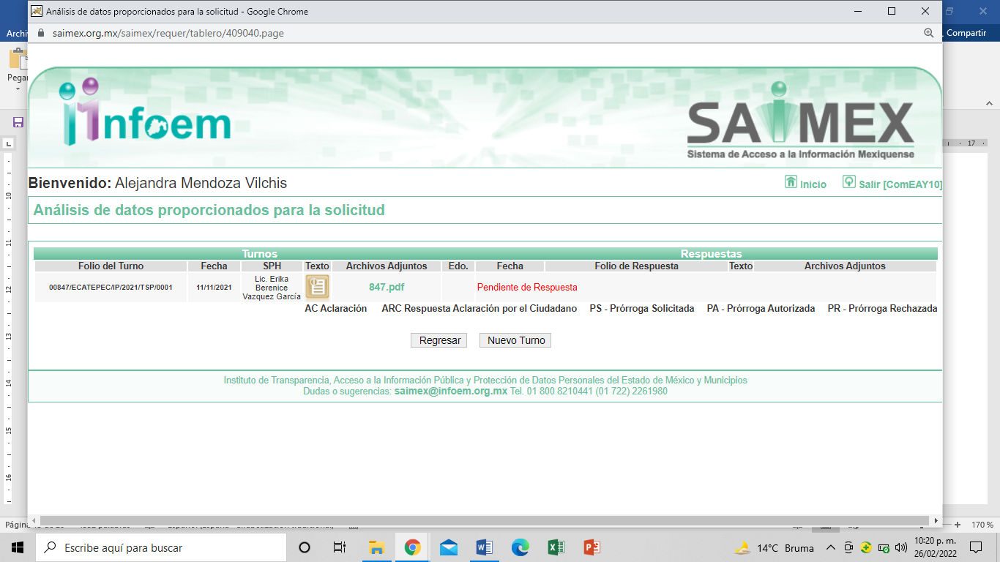 Análisis de datos proporcionados para la solicitud - Google Chrome
Archi
Compartir
saimex.org.mx/saimex/requer/tablero/409040.page
Pegar
infoem
SAIMEX
Sistema de Acceso a la Información Mexiquense
17
Bienvenido: Alejandra Mendoza Vilchis
Inicio
Salir [ComEAY10]
Análisis de datos proporcionados para la solicitud
Turnos
Respuestas
Folio del Turno Fecha SPH Texto Archivos Adjuntos Edo. Fecha Folio de Respuesta Texto Archivos Adjuntos
00847/ECATEPEC/IP/2021/TSP/0001 11/11/2021 Lic. Erika
Berenice
Vazquez García
847.pdf
Pendiente de Respuesta
AC Aclaración ARC Respuesta Aclaración por el Ciudadano PS - Prórroga Solicitada PA - Prórroga Autorizada PR - Prórroga Rechazada
Regresar Nuevo Turno
Instituto de Transparencia, Acceso a la Información Pública y Protección de Datos Personales del Estado de México y Municipios
Dudas o sugerencias: saimex@infoem.org.mx Tel. 01 800 8210441 (01 722) 2261980
10
11
12
13
14
15
16
Página
170 %
Escribe aquí para buscar
14°C Bruma
10:20 p. m.
26/02/2022